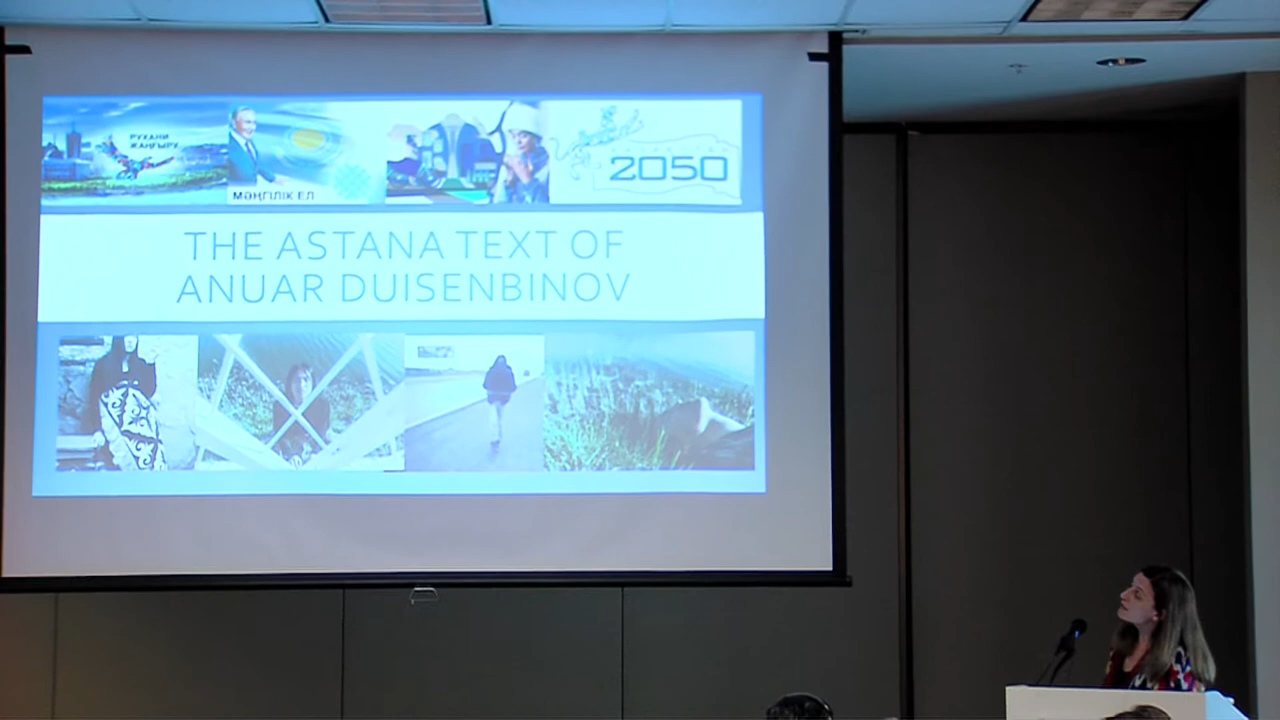 РУХАНИ
ЖАҢҒЫРУ
МӘҢГІЛІК ЕЛ
2050
THE ASTANA TEXT OF
ANUAR DUISENBINOV